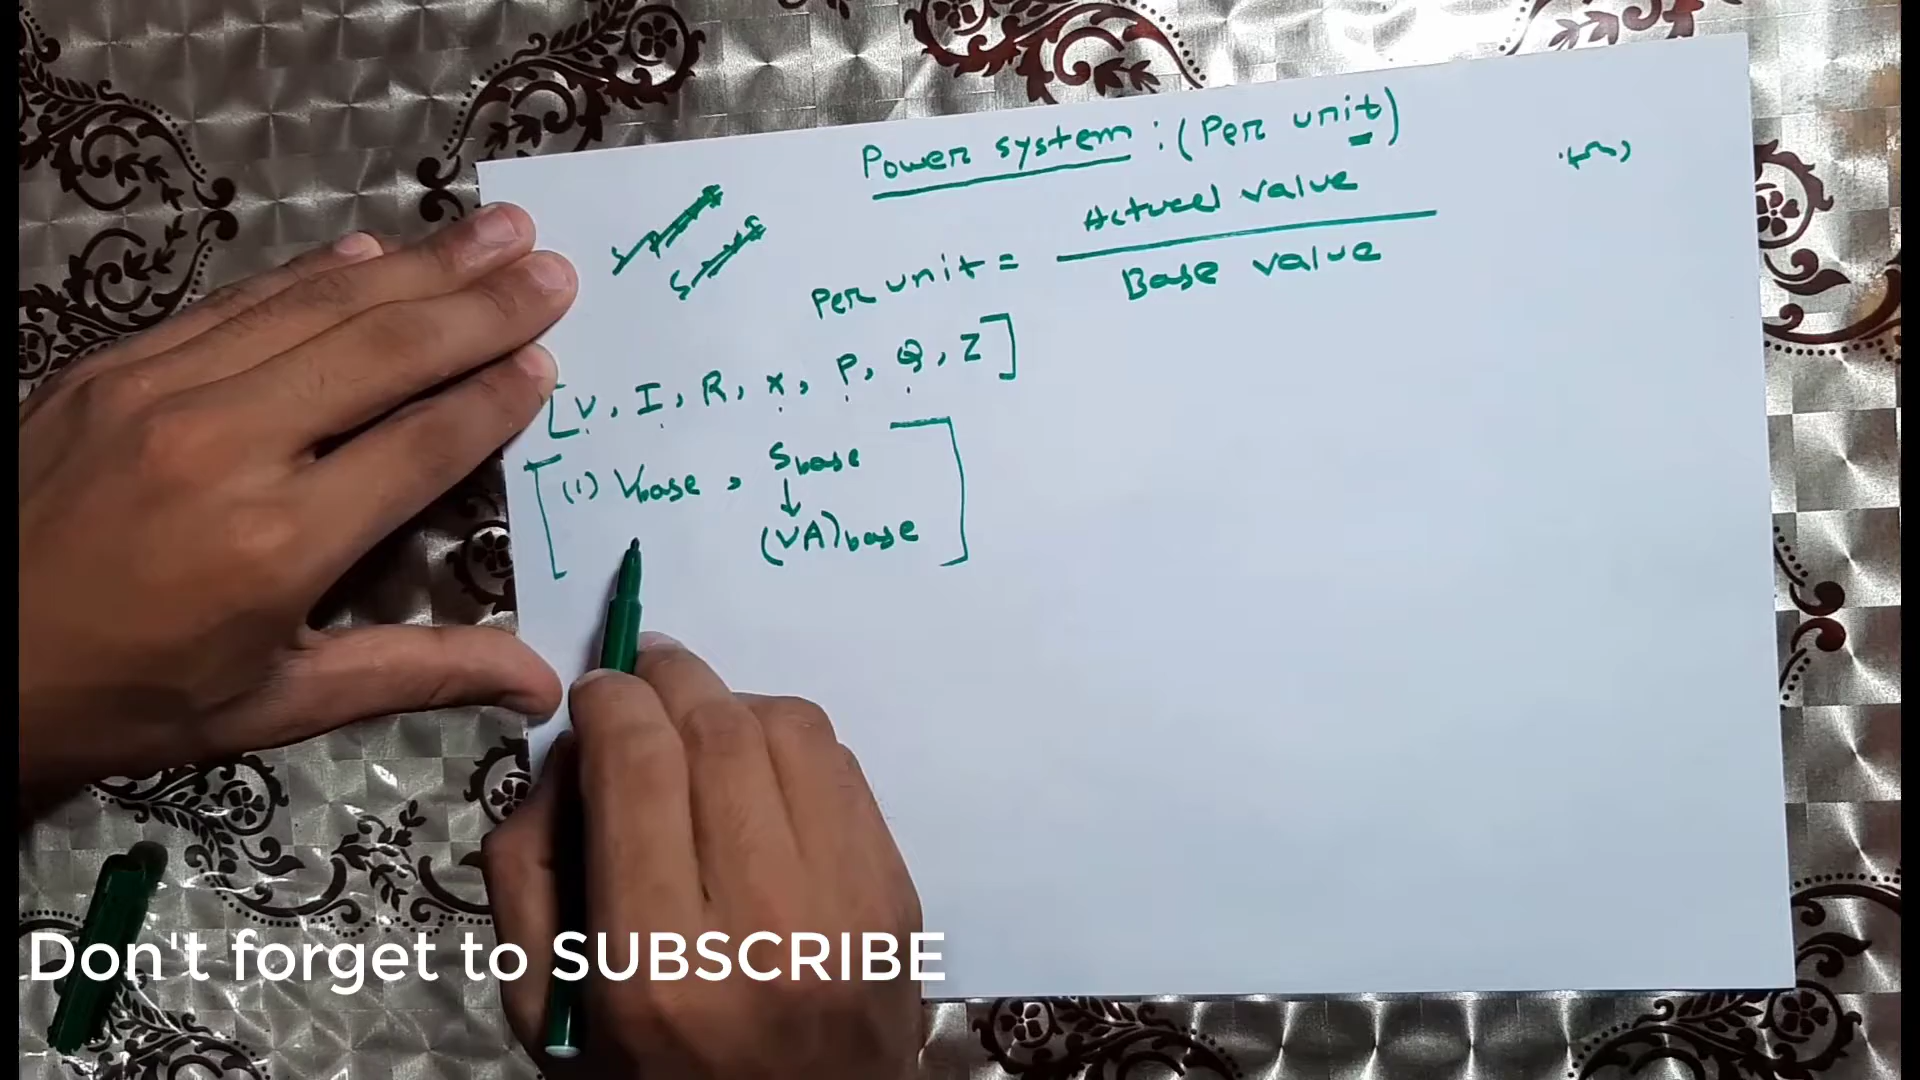 Power system : (Per unit)
Per unit = Actual value / Base value
[V, I, R, X, P, Q, Z]
(1) Vbase, Sbase
↓
(VA)base
Don't forget to SUBSCRIBE